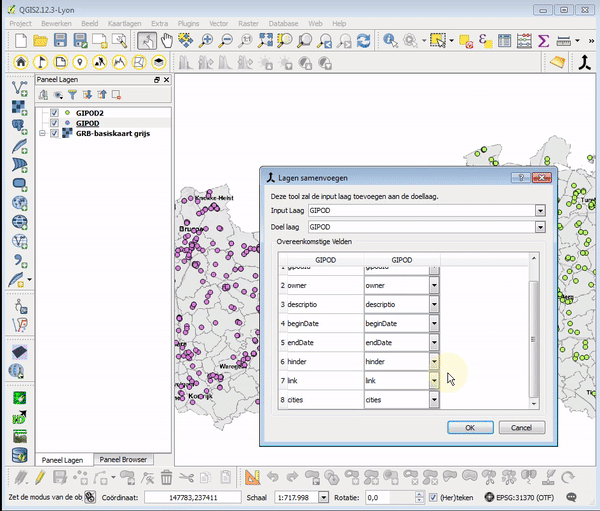 QGIS2.12.3-Lyon
Project Bewerken Beeld Kaartlagen Extra Plugins Vector Raster Database Web Help
Paneel Lagen
GIPOD2
GIPOD
GRB-basiskaart grijs
Knokke-Heist
Brugge
Waregem
Kortrijk
Lagen samenvoegen
Deze tool zal de input laag toevoegen aan de doellaag.
Input Laag GIPOD
Doel laag GIPOD
Overeenkomstige Velden
GIPOD GIPOD
1 gipodId gipodId
2 owner owner
3 descriptio descriptio
4 beginDate beginDate
5 endDate endDate
6 hinder hinder
7 link link
8 cities cities
OK Cancel
Paneel Lagen Paneel Browser
Zet de modus van de ob Coördinaat: 147783,237411 Schaal 1:717.998 Rotatie: 0,0 (Her)teken EPSG:31370 (OTF)